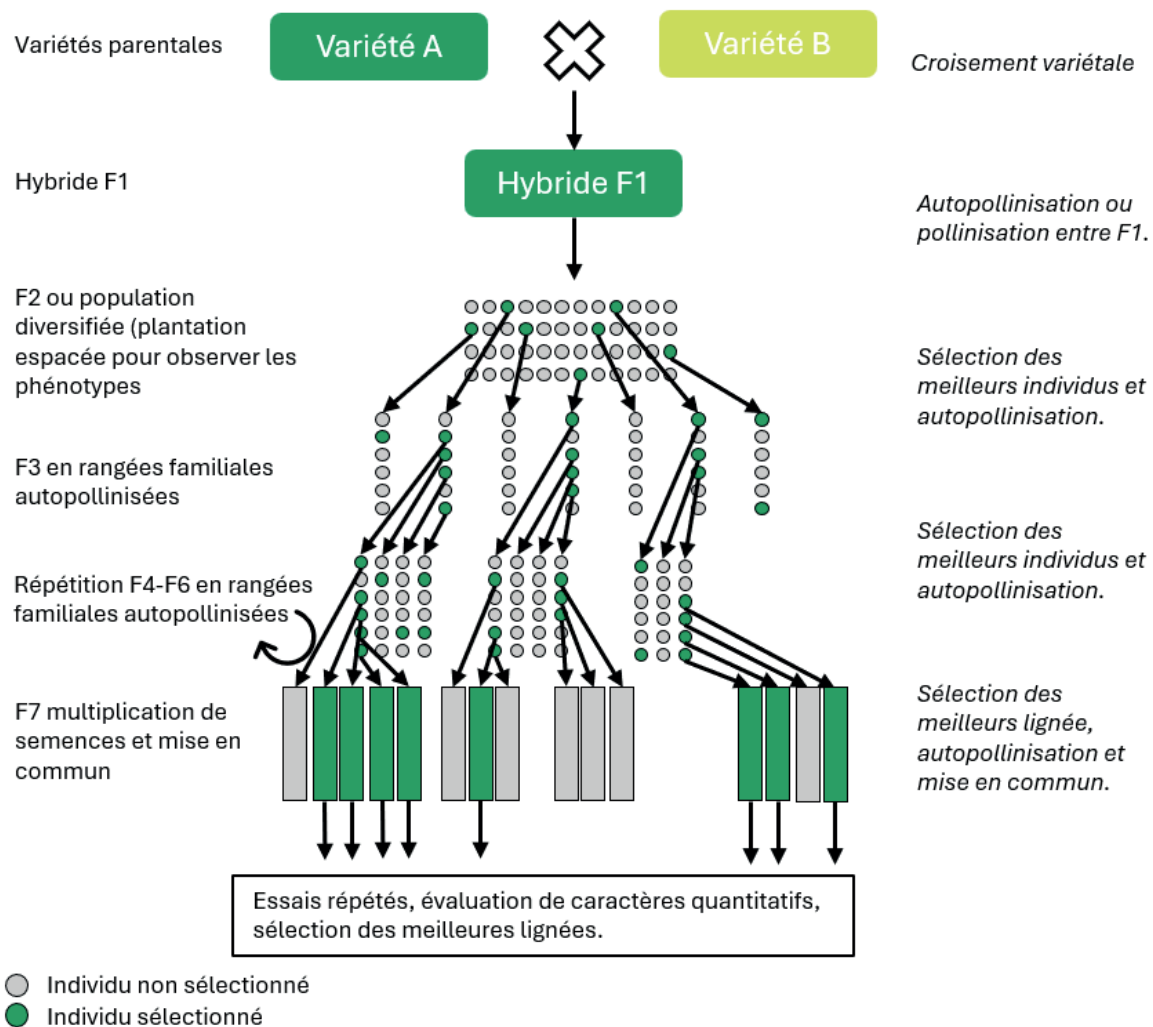 Variétés parentales
Variété A
Variété B
Croisement variétale
Hybride F1
Hybride F1
Autopollinisation ou
pollinisation entre F1.
F2 ou population
diversifiée (plantation
espacée pour observer les
phénotypes
Sélection des
meilleurs individus et
autopollinisation.
F3 en rangées familiales
autopollinisées
Sélection des
meilleurs individus et
autopollinisation.
Répétition F4-F6 en rangées
familiales autopollinisées
F7 multiplication de
semences et mise en
commun
Sélection des
meilleurs lignée,
autopollinisation et
mise en commun.
Essais répétés, évaluation de caractères quantitatifs,
sélection des meilleures lignées.
Individu non sélectionné
Individu sélectionné